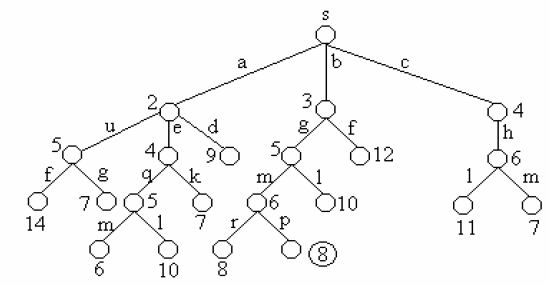 s
a b c
2 3 4
u e d g f h
5 4 9 5 12 6
f g q k m l l m
14 7 5 7 6 10 11 7
m l r p
6 10 8 8